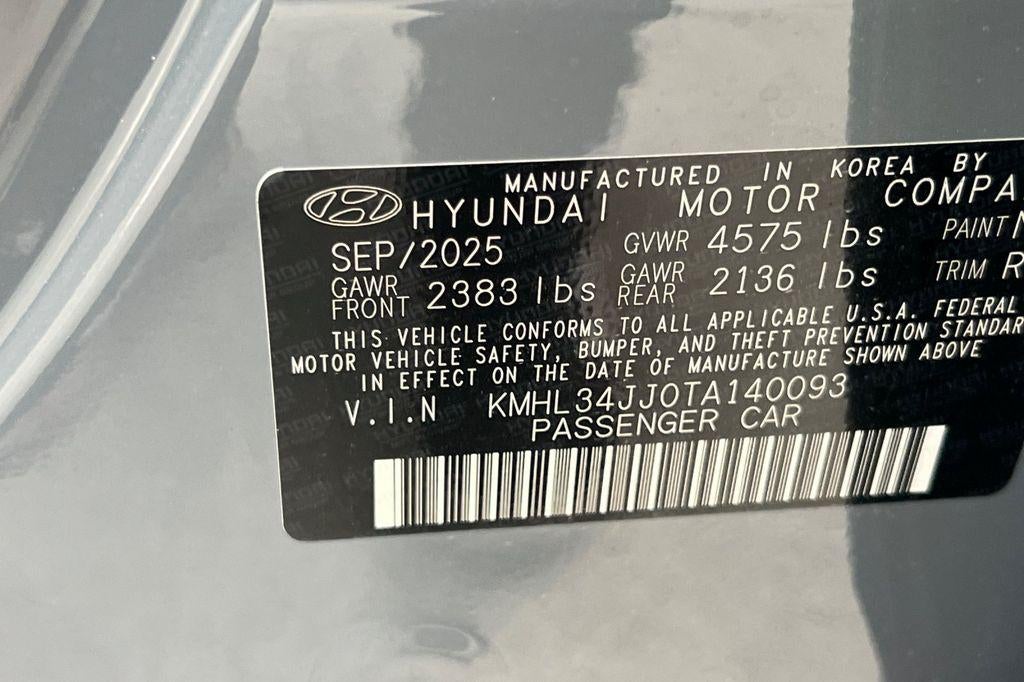 MANUFACTURED IN KOREA BY
HYUNDAI MOTOR COMPA
SEP/2025 GVWR 4575 lbs PAINT
GAWR FRONT 2383 lbs GAWR REAR 2136 lbs TRIM R
THIS VEHICLE CONFORMS TO ALL APPLICABLE U.S.A. FEDERAL
MOTOR VEHICLE SAFETY, BUMPER, AND THEFT PREVENTION STANDAR
IN EFFECT ON THE DATE OF MANUFACTURE SHOWN ABOVE
V.I.N KMHL34JJ0TA140093
PASSENGER CAR